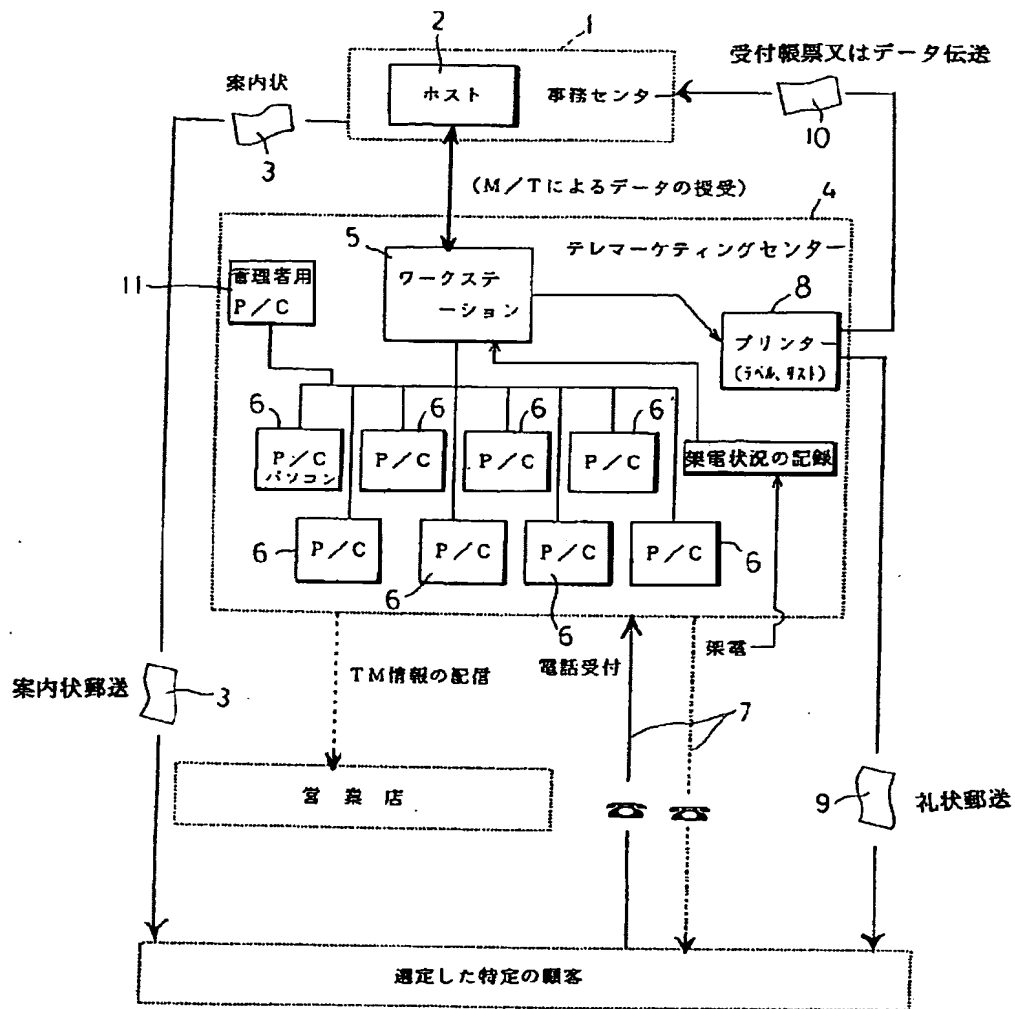 1
2
受付帳票又はデータ伝送
案内状
ホスト
事務センタ
10
3
(M/Tによるデータの授受)
4
5
テレマーケティングセンター
11
管理者用
P/C
ワークステ
ーション
8
プリンター
(ラベル、リスト)
6
6
6
6
P/C
パソコン
P/C
P/C
P/C
架電状況の記録
P/C
P/C
P/C
P/C
6
6
6
6
架電
電話受付
TM情報の配信
案内状郵送
3
7
営業店
9
礼状郵送
選定した特定の顧客